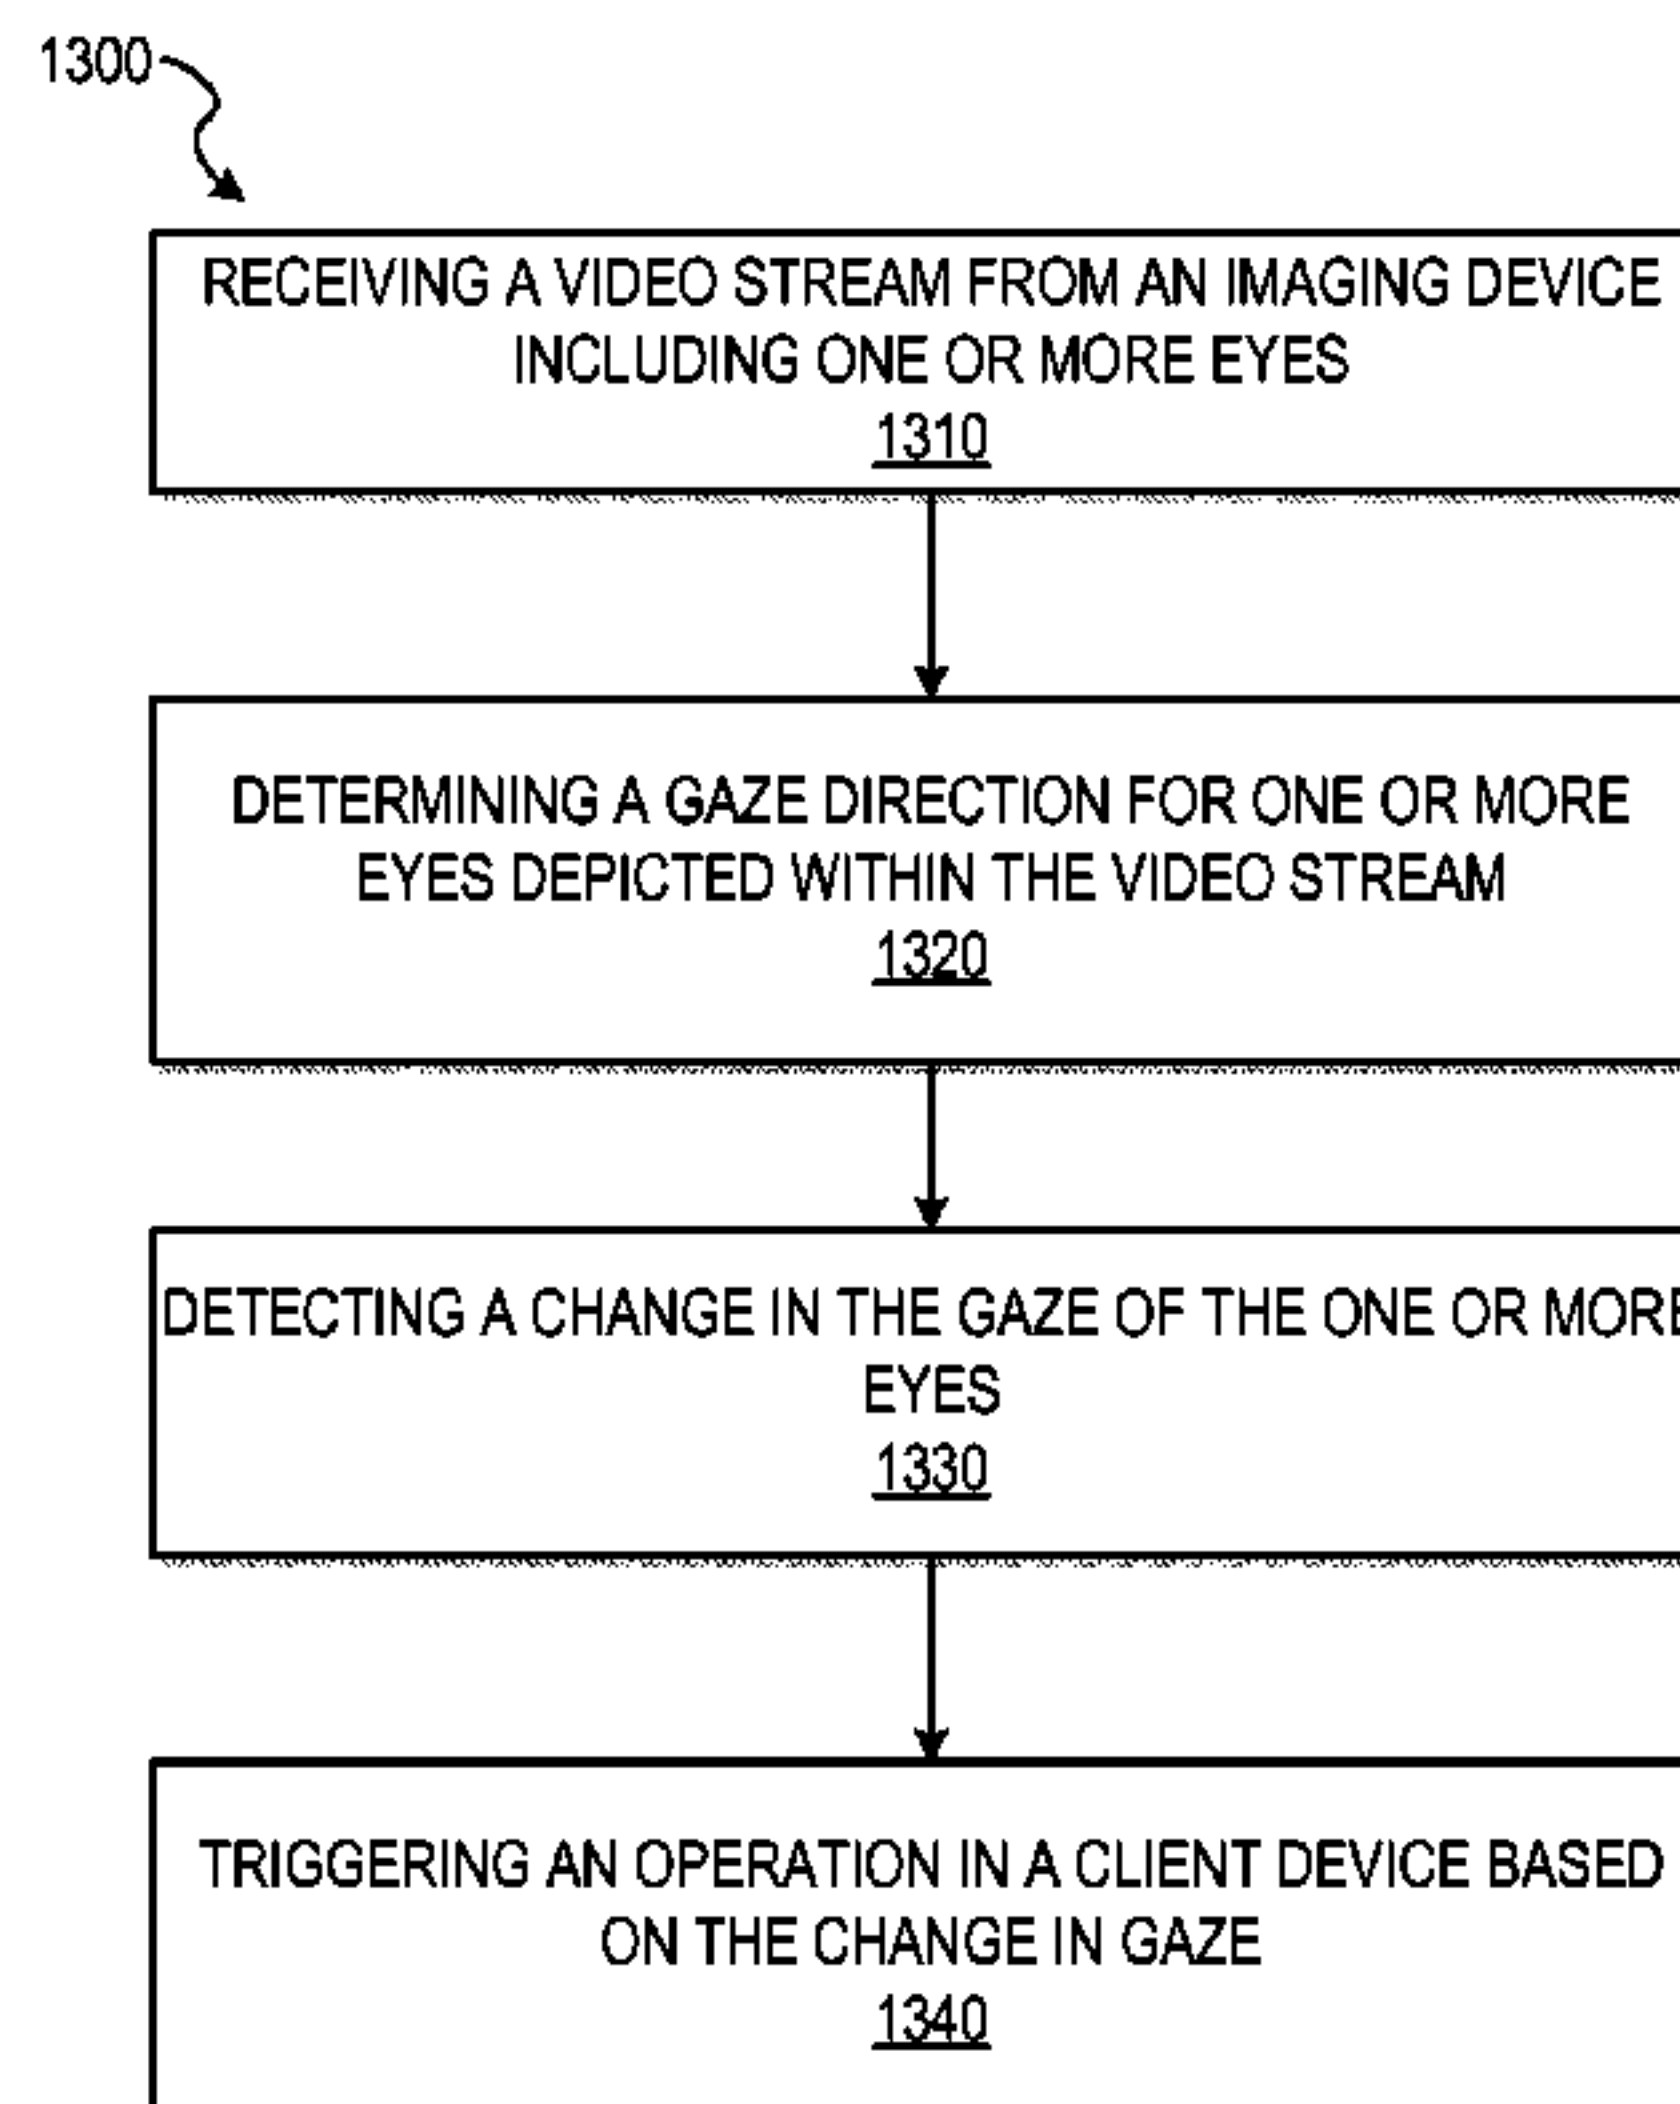 1300
RECEIVING A VIDEO STREAM FROM AN IMAGING DEVICE
INCLUDING ONE OR MORE EYES
1310
DETERMINING A GAZE DIRECTION FOR ONE OR MORE
EYES DEPICTED WITHIN THE VIDEO STREAM
1320
DETECTING A CHANGE IN THE GAZE OF THE ONE OR MORE
EYES
1330
TRIGGERING AN OPERATION IN A CLIENT DEVICE BASED
ON THE CHANGE IN GAZE
1340